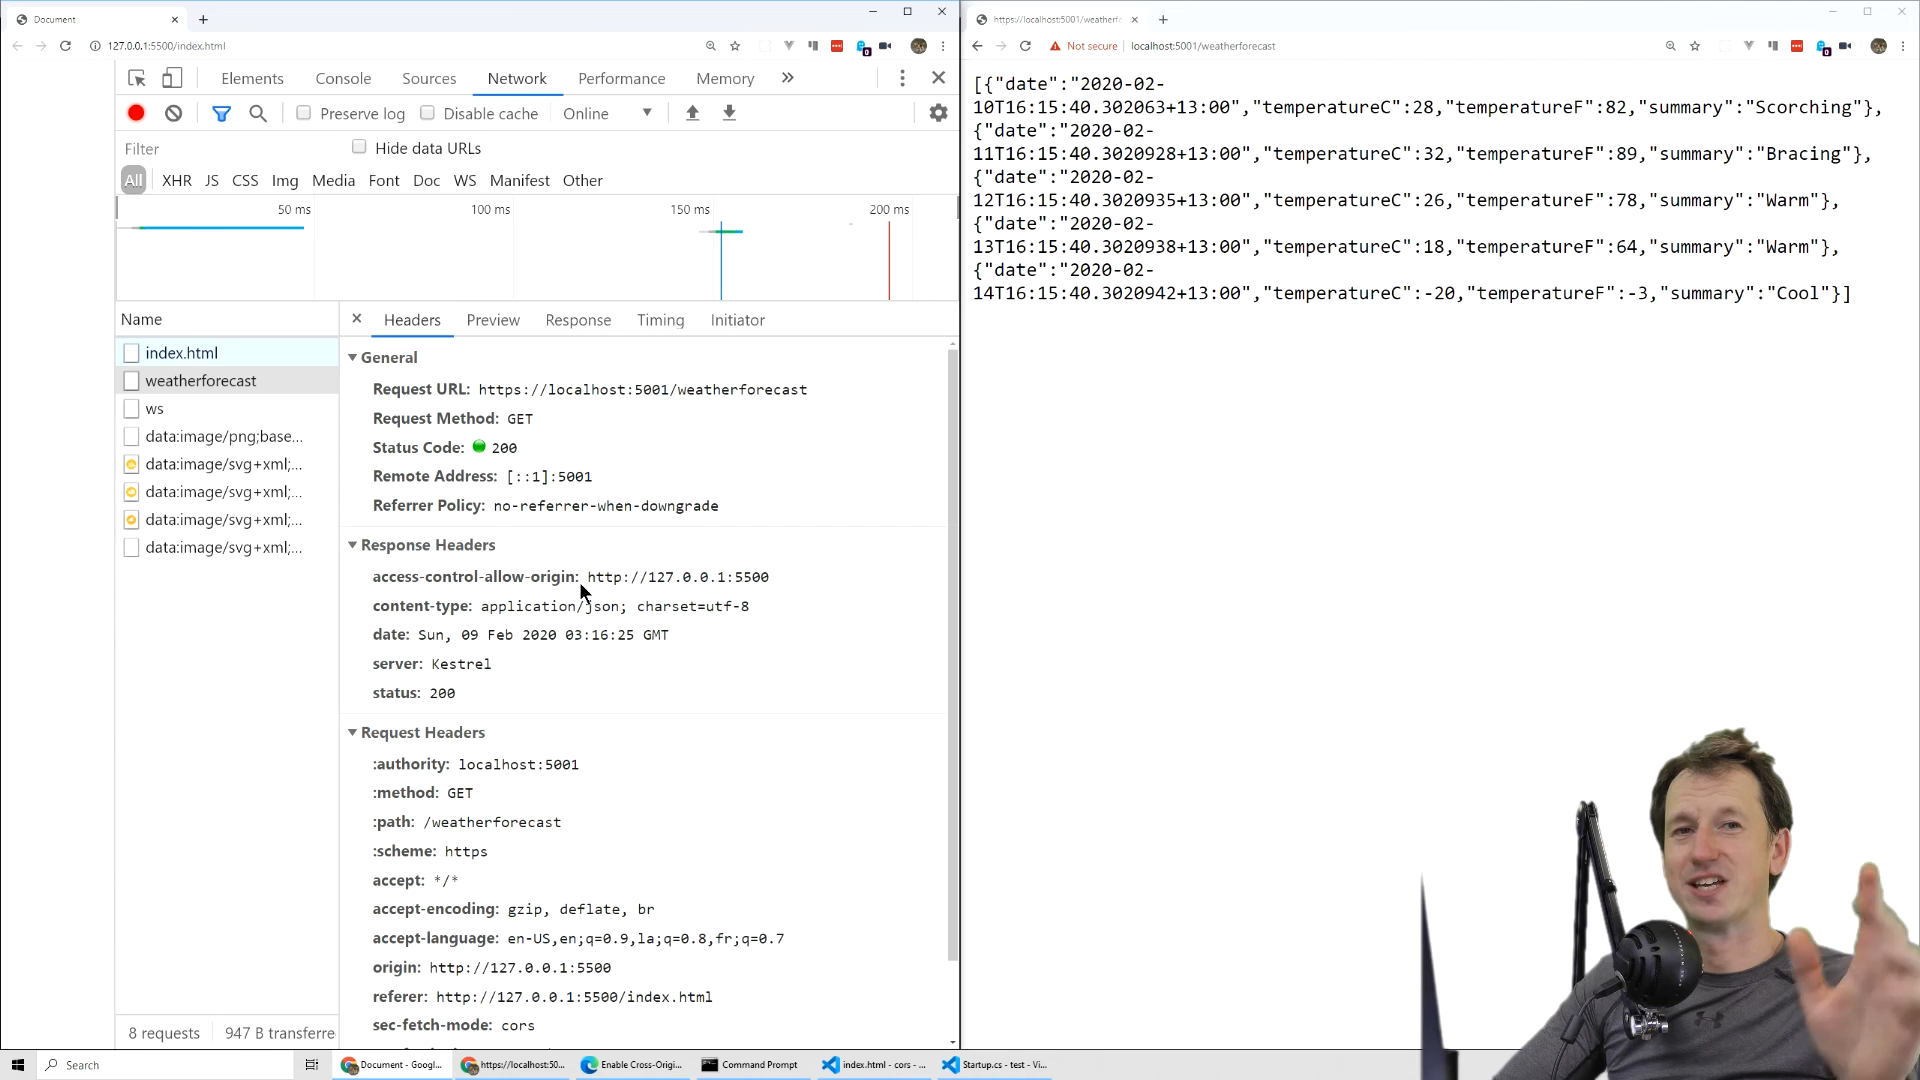 Document
127.0.0.1:5500/index.html
Elements
Console
Sources
Network
Performance
Memory
Preserve log
Disable cache
Online
Filter
Hide data URLs
All
XHR
JS
CSS
Img
Media
Font
Doc
WS
Manifest
Other
50 ms
100 ms
150 ms
200 ms
Name
index.html
weatherforecast
ws
data:image/png;base...
data:image/svg+xml;...
data:image/svg+xml;...
data:image/svg+xml;...
data:image/svg+xml;...
8 requests
947 B transferre
Headers
Preview
Response
Timing
Initiator
General
Request URL: https://localhost:5001/weatherforecast
Request Method: GET
Status Code: 200
Remote Address: [::1]:5001
Referrer Policy: no-referrer-when-downgrade
Response Headers
access-control-allow-origin: http://127.0.0.1:5500
content-type: application/json; charset=utf-8
date: Sun, 09 Feb 2020 03:16:25 GMT
server: Kestrel
status: 200
Request Headers
:authority: localhost:5001
:method: GET
:path: /weatherforecast
:scheme: https
accept: */*
accept-encoding: gzip, deflate, br
accept-language: en-US,en;q=0.9,la;q=0.8,fr;q=0.7
origin: http://127.0.0.1:5500
referer: http://127.0.0.1:5500/index.html
sec-fetch-mode: cors
https://localhost:5001/weatherf
Not secure
localhost:5001/weatherforecast
[{"date":"2020-02-
10T16:15:40.302063+13:00","temperatureC":28,"temperatureF":82,"summary":"Scorching"},
{"date":"2020-02-
11T16:15:40.3020928+13:00","temperatureC":32,"temperatureF":89,"summary":"Bracing"},
{"date":"2020-02-
12T16:15:40.3020935+13:00","temperatureC":26,"temperatureF":78,"summary":"Warm"},
{"date":"2020-02-
13T16:15:40.3020938+13:00","temperatureC":18,"temperatureF":64,"summary":"Warm"},
{"date":"2020-02-
14T16:15:40.3020942+13:00","temperatureC":-20,"temperatureF":-3,"summary":"Cool"}]
Search
Document - Googl...
https://localhost:50...
Enable Cross-Origi...
Command Prompt
index.html - cors - ...
Startup.cs - test - Vi...